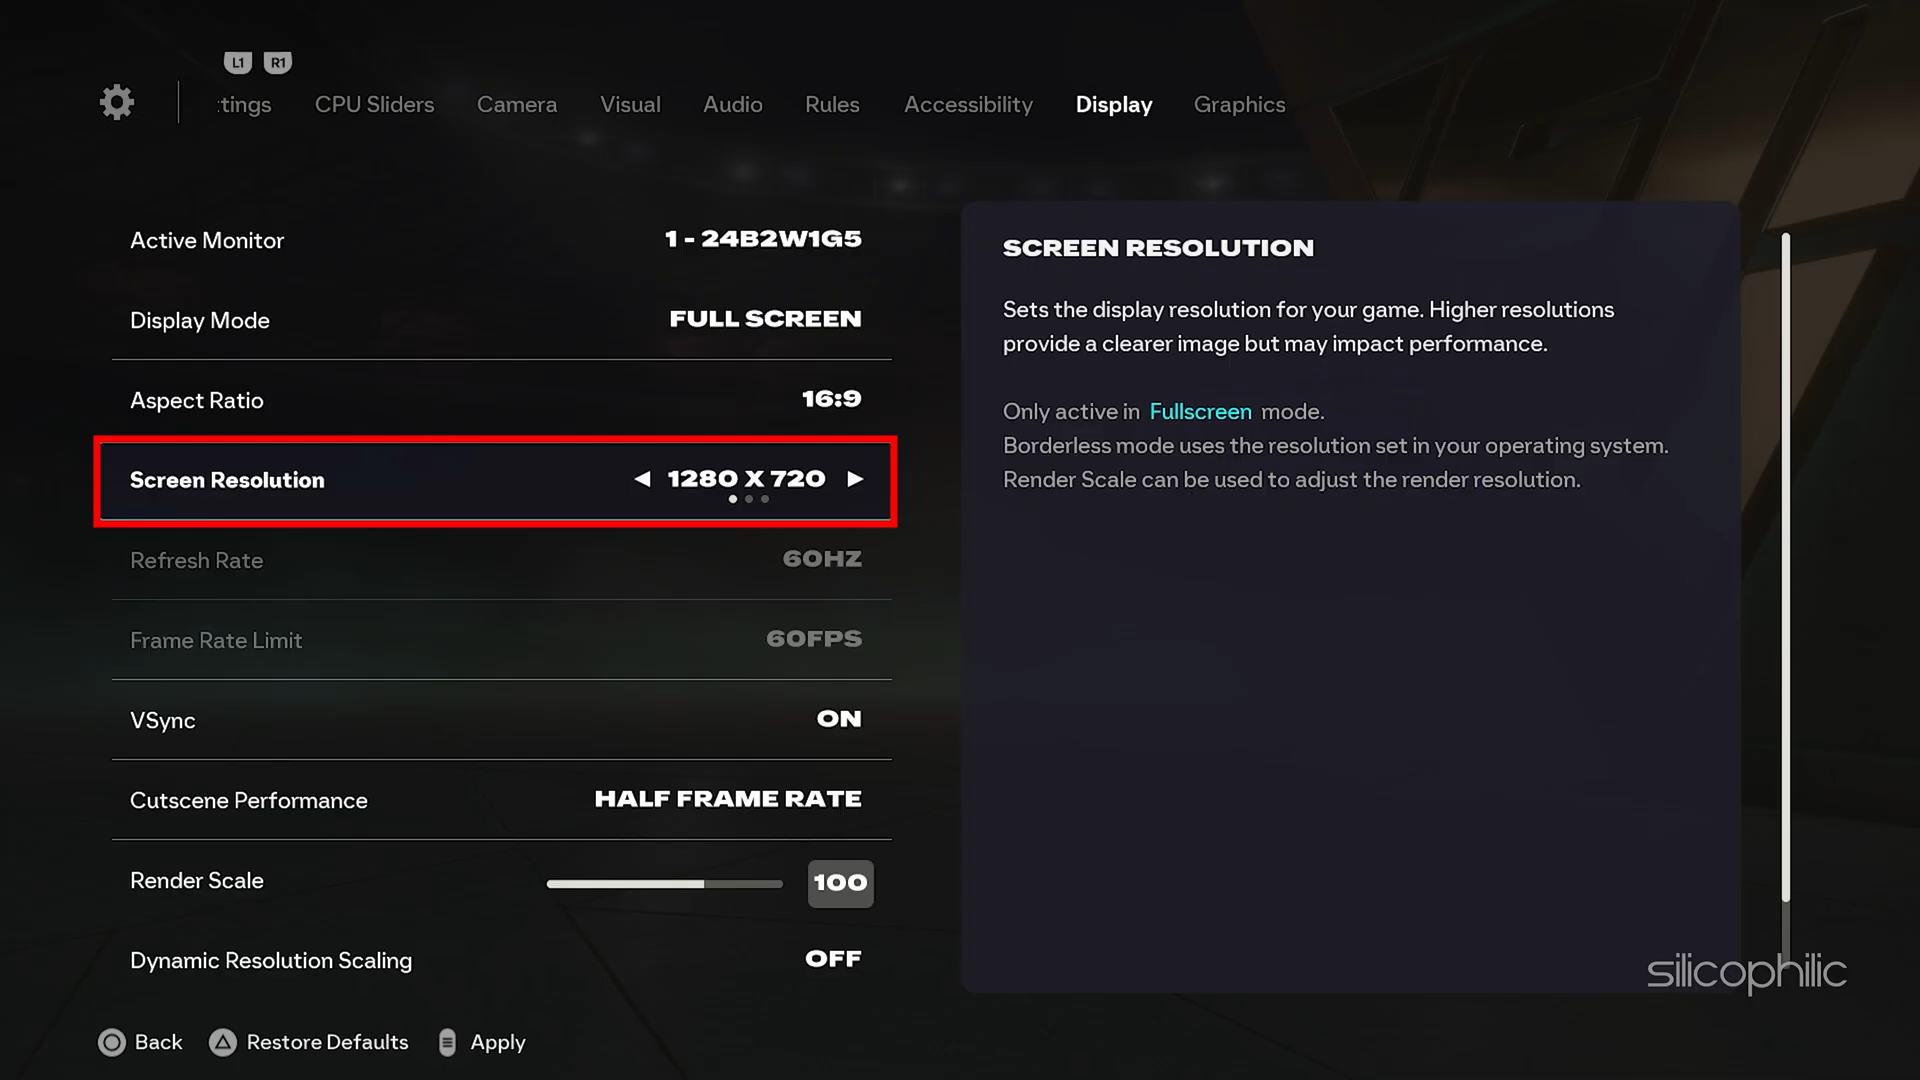 L1 R1
tings CPU Sliders Camera Visual Audio Rules Accessibility Display Graphics
Active Monitor 1 - 24B2W1G5
Display Mode FULL SCREEN
Aspect Ratio 16:9
Screen Resolution 1280 X 720
Refresh Rate 60HZ
Frame Rate Limit 60FPS
VSync ON
Cutscene Performance HALF FRAME RATE
Render Scale 100
Dynamic Resolution Scaling OFF
SCREEN RESOLUTION
Sets the display resolution for your game. Higher resolutions
provide a clearer image but may impact performance.
Only active in Fullscreen mode.
Borderless mode uses the resolution set in your operating system.
Render Scale can be used to adjust the render resolution.
silicophilic
Back Restore Defaults Apply